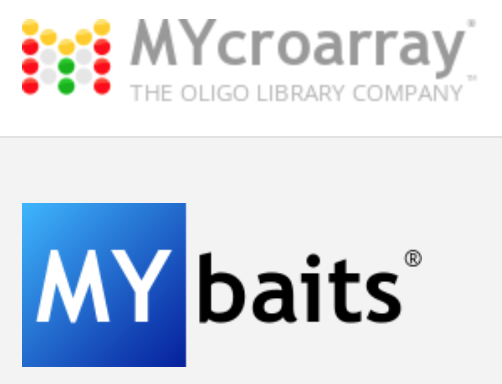 MYcroarray®
THE OLIGO LIBRARY COMPANY™
MYbaits®